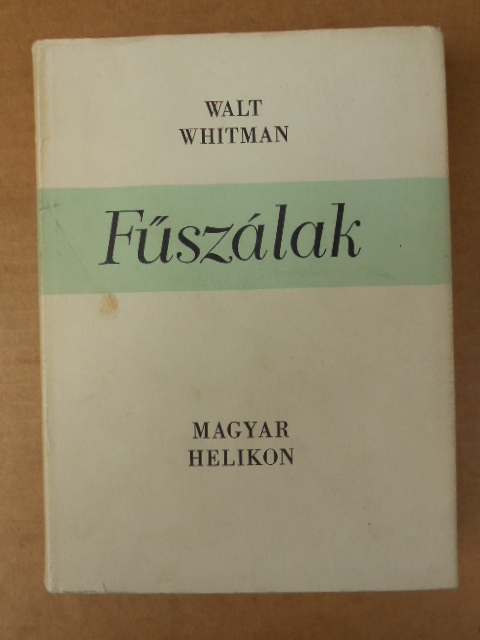 WALT
WHITMAN
Fűszálak
MAGYAR
HELIKON